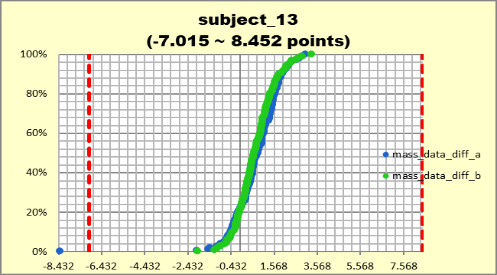 subject_13
(-7.015 ~ 8.452 points)
100%
80%
60%
40%
20%
0%
mass_data_diff_a
mass_data_diff_b
-8.432 -6.432 -4.432 -2.432 -0.432 1.568 3.568 5.568 7.568